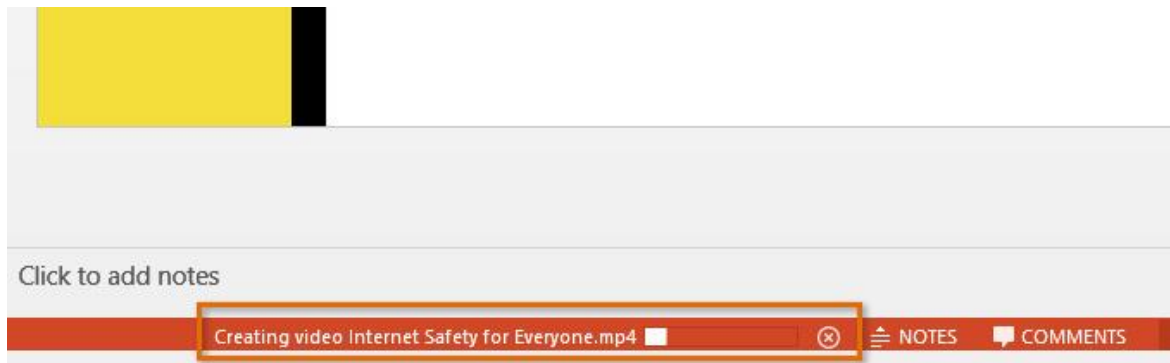 Click to add notes
Creating video Internet Safety for Everyone.mp4 NOTES COMMENTS